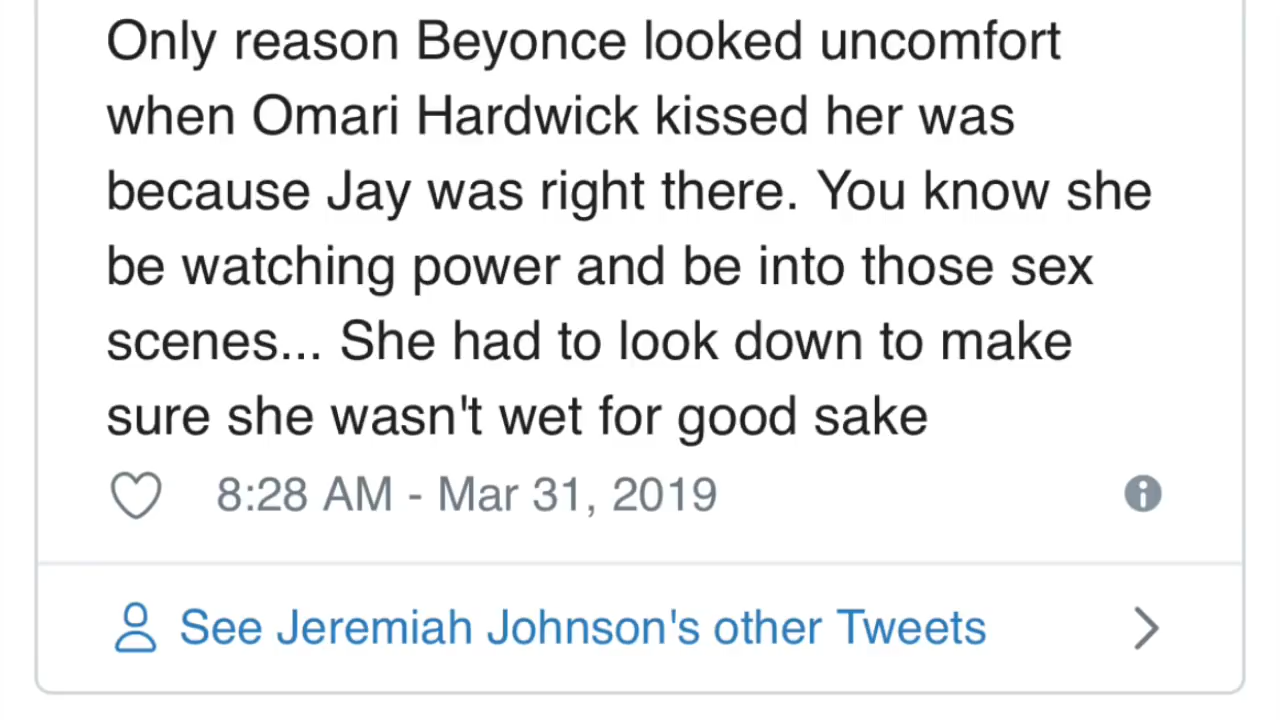 Only reason Beyonce looked uncomfort
when Omari Hardwick kissed her was
because Jay was right there. You know she
be watching power and be into those sex
scenes... She had to look down to make
sure she wasn't wet for good sake
8:28 AM - Mar 31, 2019
See Jeremiah Johnson's other Tweets